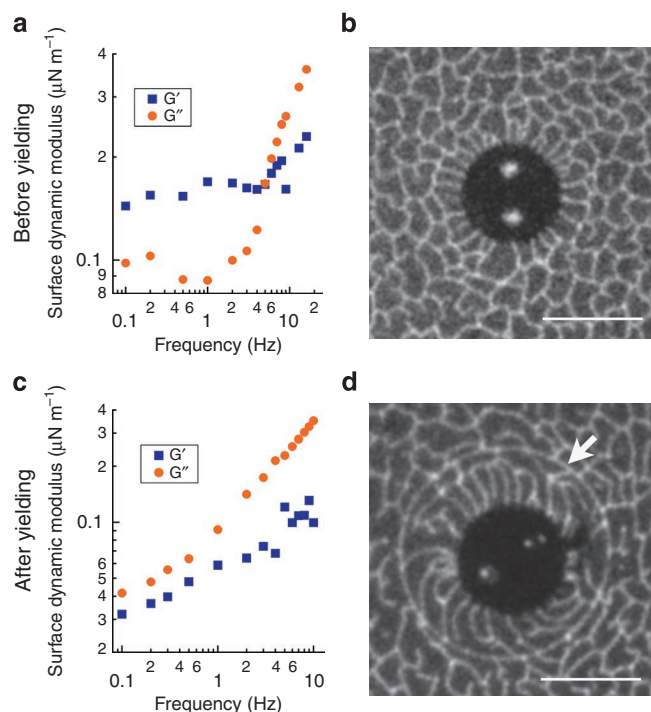 a
Before yielding
Surface dynamic modulus (μN m−1)
4
3
2
0.1
9
8
G′
G″
0.1
2
4 6
1
2
4 6
10
2
Frequency (Hz)
b
c
After yielding
Surface dynamic modulus (μN m−1)
4
3
2
0.1
6
5
4
3
2
G′
G″
0.1
2
4 6
1
2
4 6
10
Frequency (Hz)
d